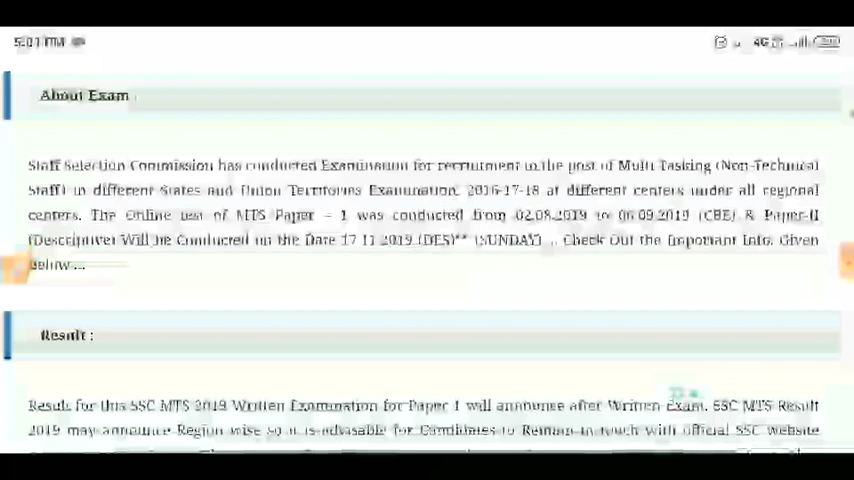 5:01 PM
4G
About Exam :
Staff Selection Commission has conducted Examination for recruitment to the post of Multi Tasking (Non-Technical
Staff) in different States and Union Territories Examination, 2016-17-18 at different centers under all regional
centers. The Online test of MTS Paper – 1 was conducted from 02.08.2019 to 06.09.2019 (CBE) & Paper-II
(Descriptive) Will be Conducted on the Date 17.11.2019 (DES)** (SUNDAY)... Check Out the Important Info. Given
Below...
Result :
Result for this SSC MTS 2019 Written Examination for Paper 1 will announce after Written Exam. SSC MTS Result
2019 may announce Region wise so it is advisable for Candidates to Remain in touch with official SSC website